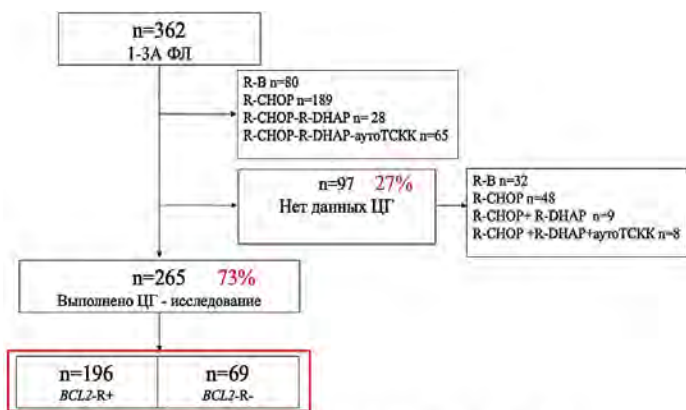 n=362
1-3А ФЛ
R-B n=80
R-CHOP n=189
R-CHOP-R-DHAP n= 28
R-CHOP-R-DHAP-аутоТСКК n=65
n=97 27%
Нет данных ЦГ
R-B n=32
R-CHOP n=48
R-CHOP+ R-DHAP n=9
R-CHOP +R-DHAP+аутоТСКК n=8
n=265 73%
Выполнено ЦГ - исследование
n=196 n=69
BCL2-R+ BCL2-R-